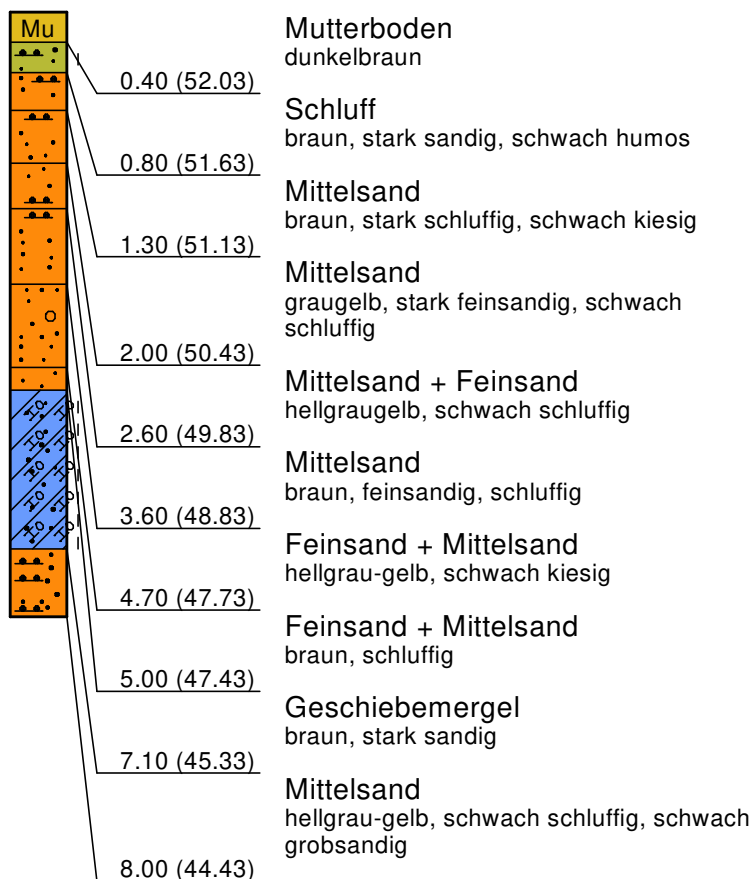 Mu
Mutterboden
dunkelbraun
0.40 (52.03)
Schluff
braun, stark sandig, schwach humos
0.80 (51.63)
Mittelsand
braun, stark schluffig, schwach kiesig
1.30 (51.13)
Mittelsand
graugelb, stark feinsandig, schwach
schluffig
2.00 (50.43)
Mittelsand + Feinsand
hellgraugelb, schwach schluffig
2.60 (49.83)
Mittelsand
braun, feinsandig, schluffig
3.60 (48.83)
Feinsand + Mittelsand
hellgrau-gelb, schwach kiesig
4.70 (47.73)
Feinsand + Mittelsand
braun, schluffig
5.00 (47.43)
Geschiebemergel
braun, stark sandig
7.10 (45.33)
Mittelsand
hellgrau-gelb, schwach schluffig, schwach
grobsandig
8.00 (44.43)